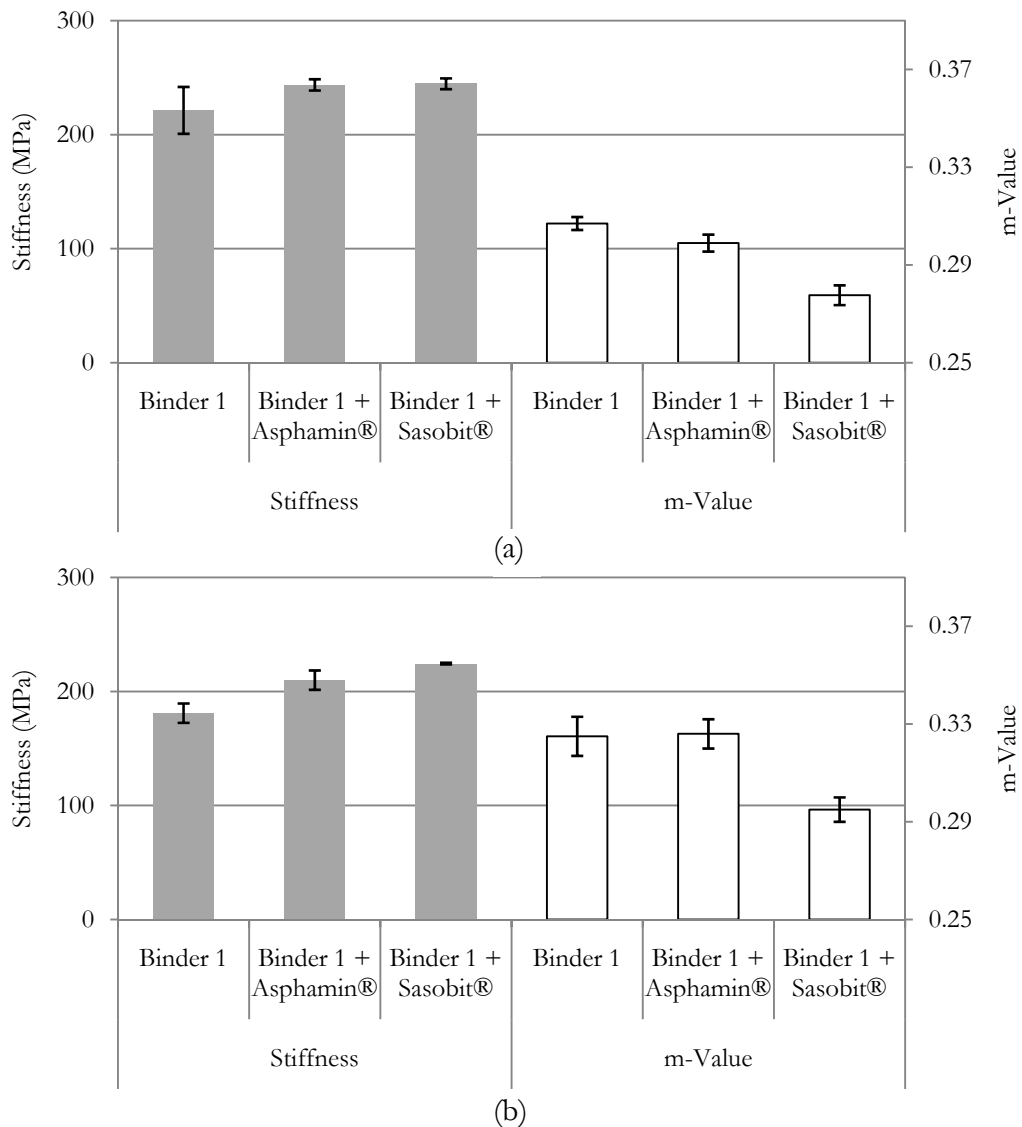 300
200
100
0
Stiffness (MPa)
0.37
0.33
0.29
0.25
m-Value
Binder 1
Binder 1 +
Asphamin®
Binder 1 +
Sasobit®
Binder 1
Binder 1 +
Asphamin®
Binder 1 +
Sasobit®
Stiffness
m-Value
(a)
300
200
100
0
Stiffness (MPa)
0.37
0.33
0.29
0.25
m-Value
Binder 1
Binder 1 +
Asphamin®
Binder 1 +
Sasobit®
Binder 1
Binder 1 +
Asphamin®
Binder 1 +
Sasobit®
Stiffness
m-Value
(b)